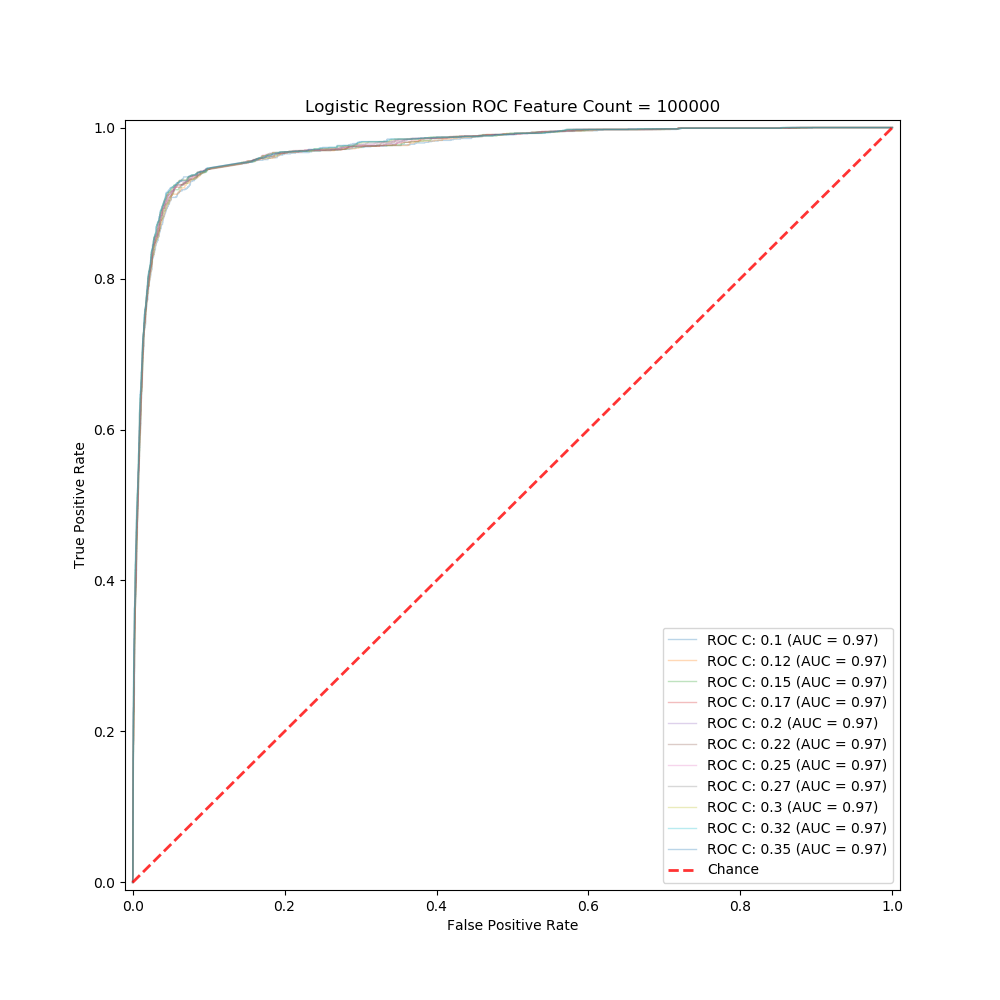 Logistic Regression ROC Feature Count = 100000
True Positive Rate
1.0
0.8
0.6
0.4
0.2
0.0
ROC C: 0.1 (AUC = 0.97)
ROC C: 0.12 (AUC = 0.97)
ROC C: 0.15 (AUC = 0.97)
ROC C: 0.17 (AUC = 0.97)
ROC C: 0.2 (AUC = 0.97)
ROC C: 0.22 (AUC = 0.97)
ROC C: 0.25 (AUC = 0.97)
ROC C: 0.27 (AUC = 0.97)
ROC C: 0.3 (AUC = 0.97)
ROC C: 0.32 (AUC = 0.97)
ROC C: 0.35 (AUC = 0.97)
Chance
0.0 0.2 0.4 0.6 0.8 1.0
False Positive Rate